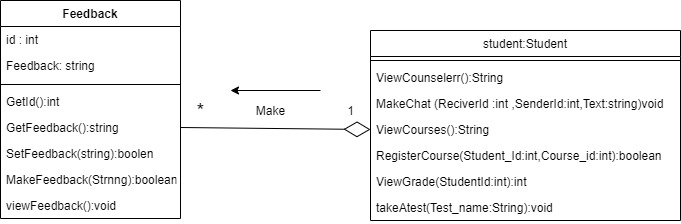 Feedback
id : int
Feedback: string
GetId():int
GetFeedback():string
SetFeedback(string):boolen
MakeFeedback(Strnng):boolean
viewFeedback():void
*
Make
1
student:Student
ViewCounselerr():String
MakeChat (ReciverId :int ,SenderId:int,Text:string)void
ViewCourses():String
RegisterCourse(Student_Id:int,Course_id:int):boolean
ViewGrade(StudentId:int):int
takeAtest(Test_name:String):void